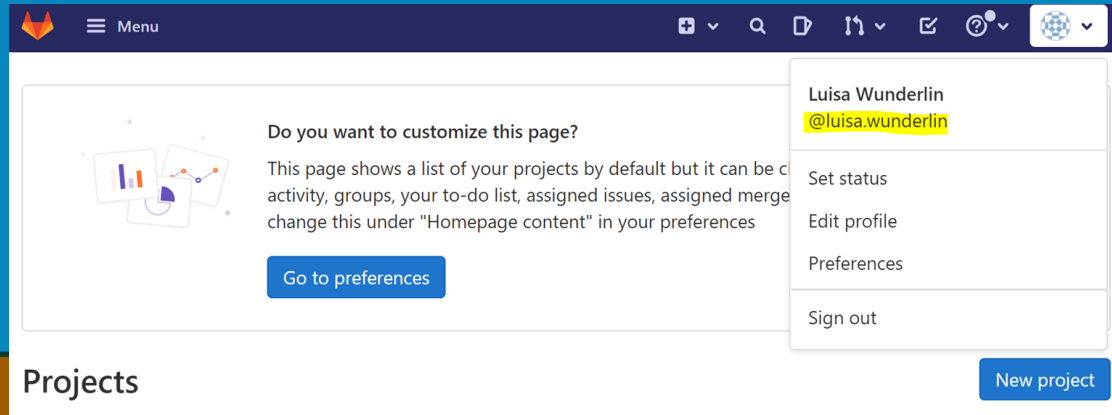 Menu
Luisa Wunderlin
@luisa.wunderlin
Set status
Edit profile
Preferences
Sign out
Do you want to customize this page?
This page shows a list of your projects by default but it can be
activity, groups, your to-do list, assigned issues, assigned merge
change this under "Homepage content" in your preferences
Go to preferences
Projects
New project